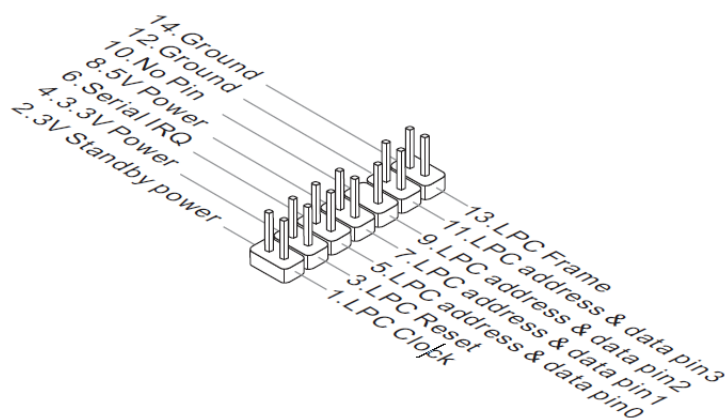 14.Ground
12.Ground
10.No Pin
8.5V Power
6.Serial IRQ
4.3.3V Power
2.3V Standby power
13.LPC Frame
11.LPC address & data pin3
9.LPC address & data pin2
7.LPC address & data pin1
5.LPC address & data pin0
3.LPC Reset
1.LPC Clock